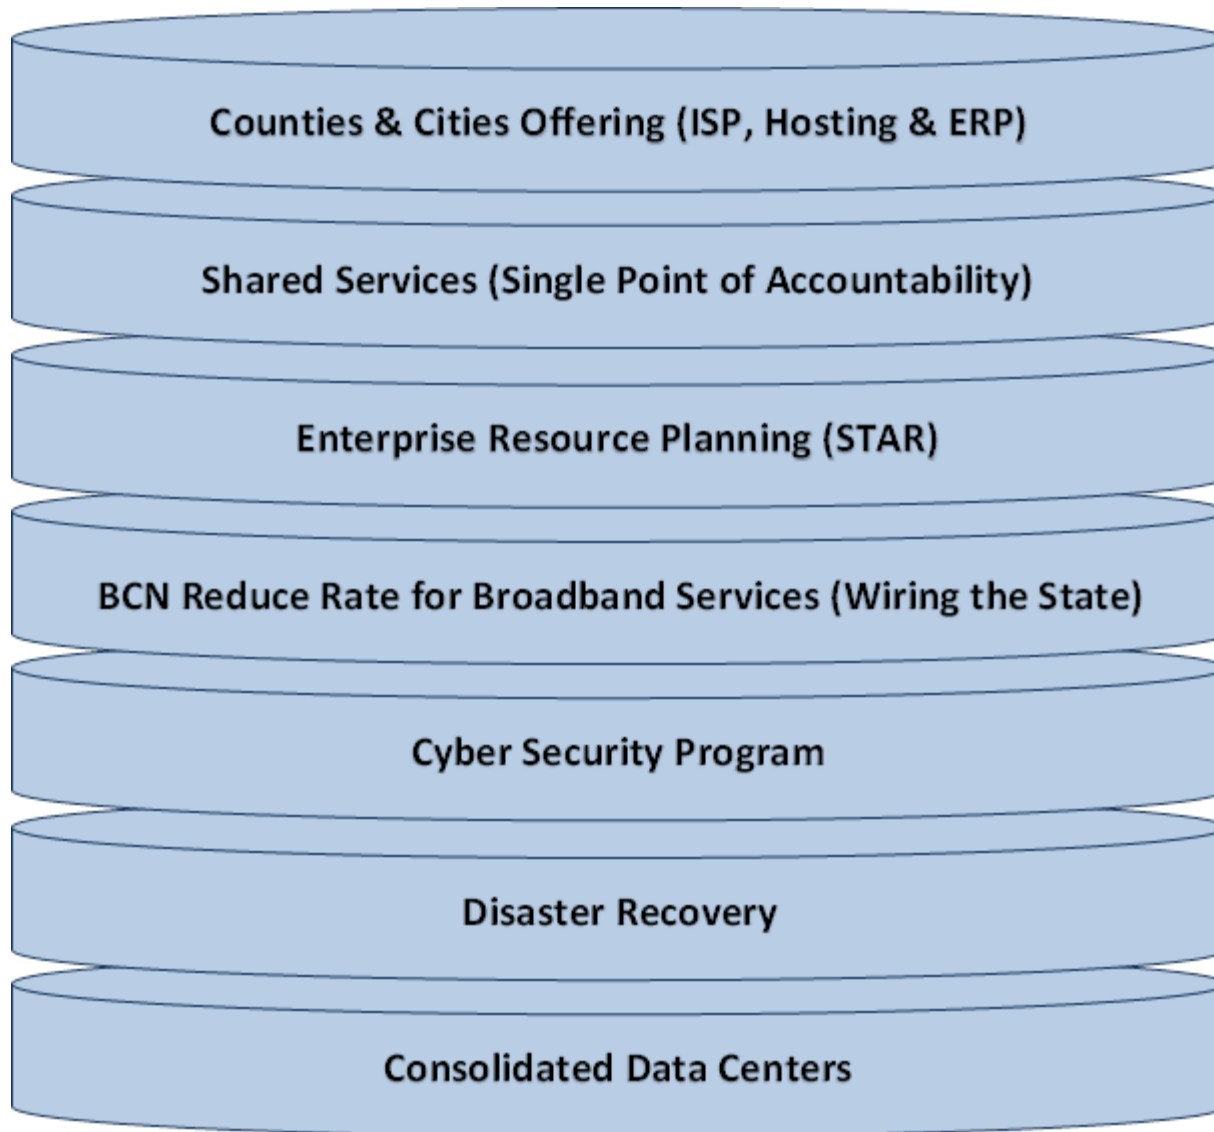 Counties & Cities Offering (ISP, Hosting & ERP)
Shared Services (Single Point of Accountability)
Enterprise Resource Planning (STAR)
BCN Reduce Rate for Broadband Services (Wiring the State)
Cyber Security Program
Disaster Recovery
Consolidated Data Centers